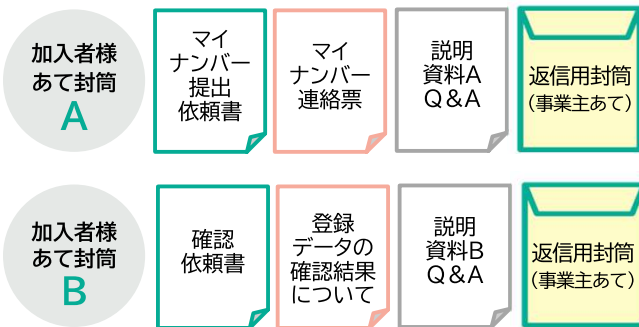 加入者様
あて封筒
A
マイ
ナンバー
提出
依頼書
マイ
ナンバー
連絡票
説明
資料A
Q&A
返信用封筒
(事業主あて)
加入者様
あて封筒
B
確認
依頼書
登録
データの
確認結果
について
説明
資料B
Q&A
返信用封筒
(事業主あて)